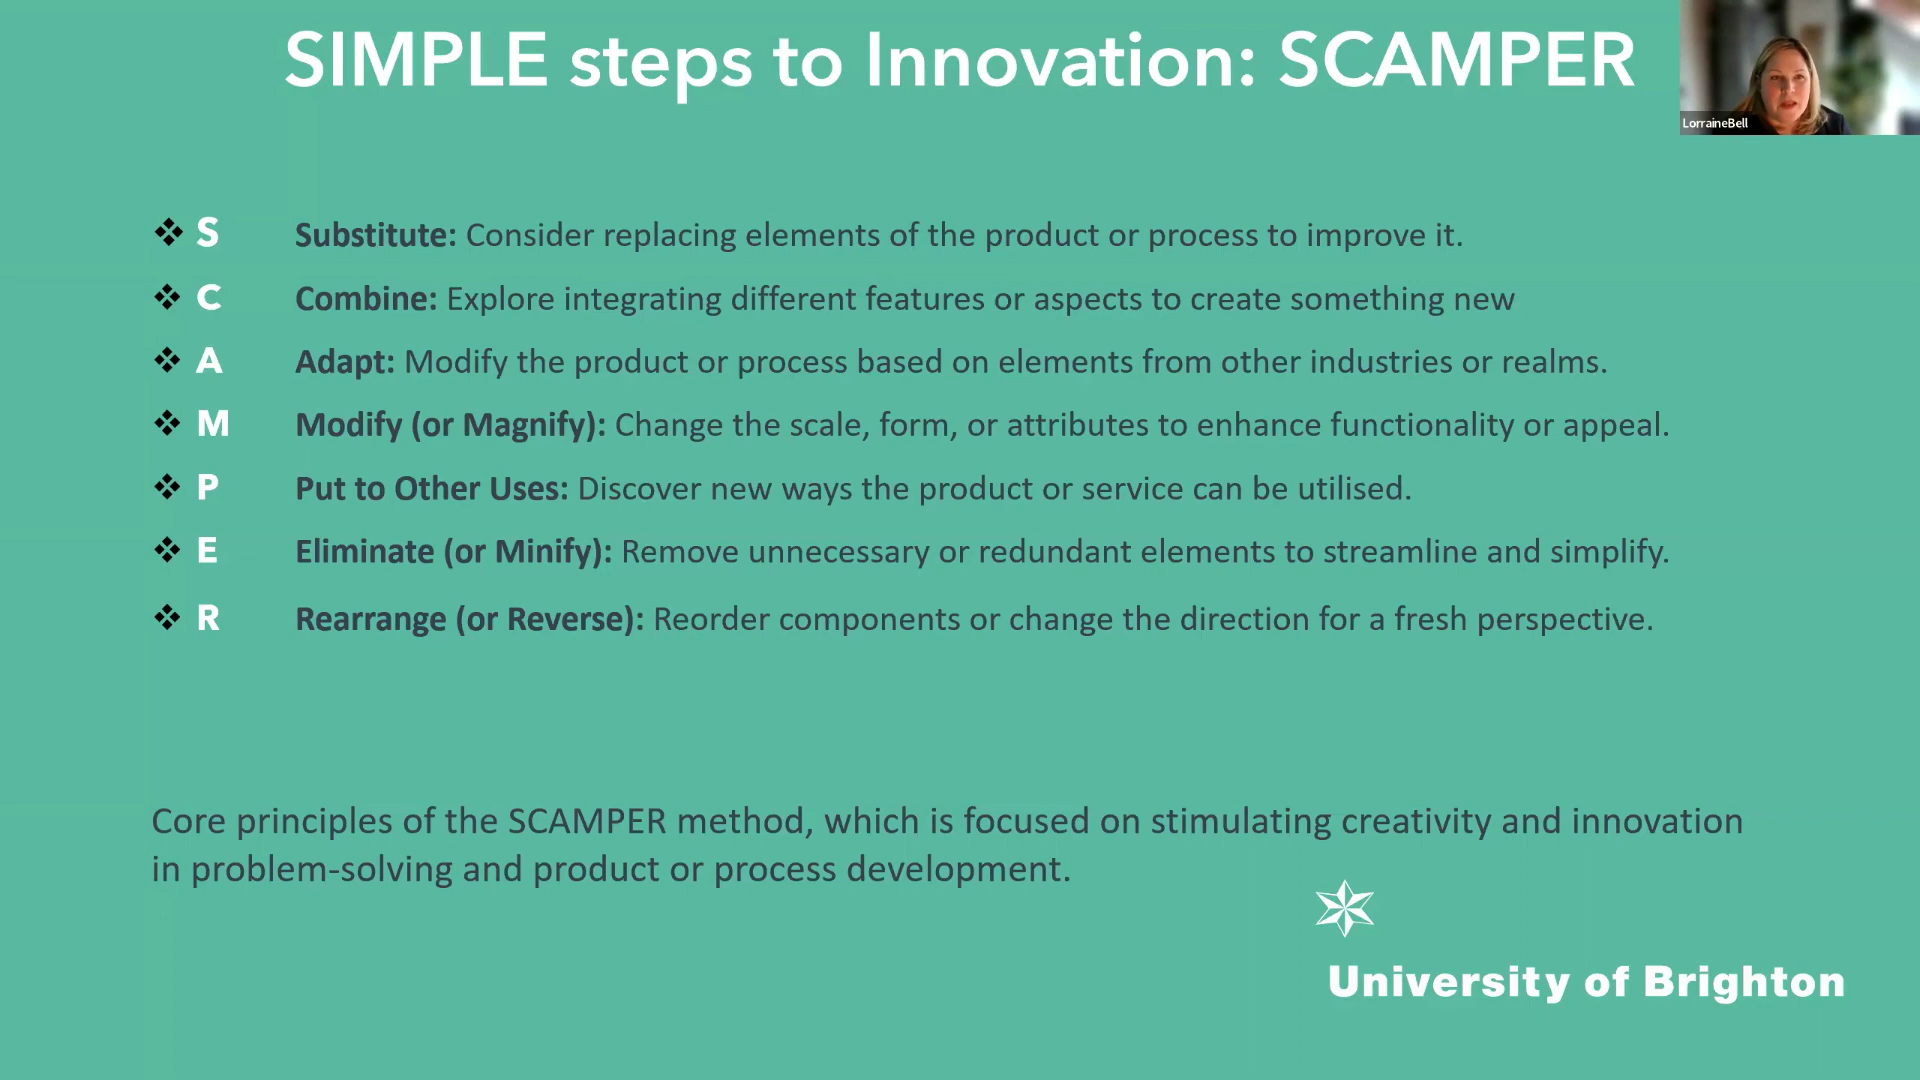 SIMPLE steps to Innovation: SCAMPER
LorraineBell
❖ S Substitute: Consider replacing elements of the product or process to improve it.
❖ C Combine: Explore integrating different features or aspects to create something new
❖ A Adapt: Modify the product or process based on elements from other industries or realms.
❖ M Modify (or Magnify): Change the scale, form, or attributes to enhance functionality or appeal.
❖ P Put to Other Uses: Discover new ways the product or service can be utilised.
❖ E Eliminate (or Minify): Remove unnecessary or redundant elements to streamline and simplify.
❖ R Rearrange (or Reverse): Reorder components or change the direction for a fresh perspective.
Core principles of the SCAMPER method, which is focused on stimulating creativity and innovation
in problem-solving and product or process development.
University of Brighton